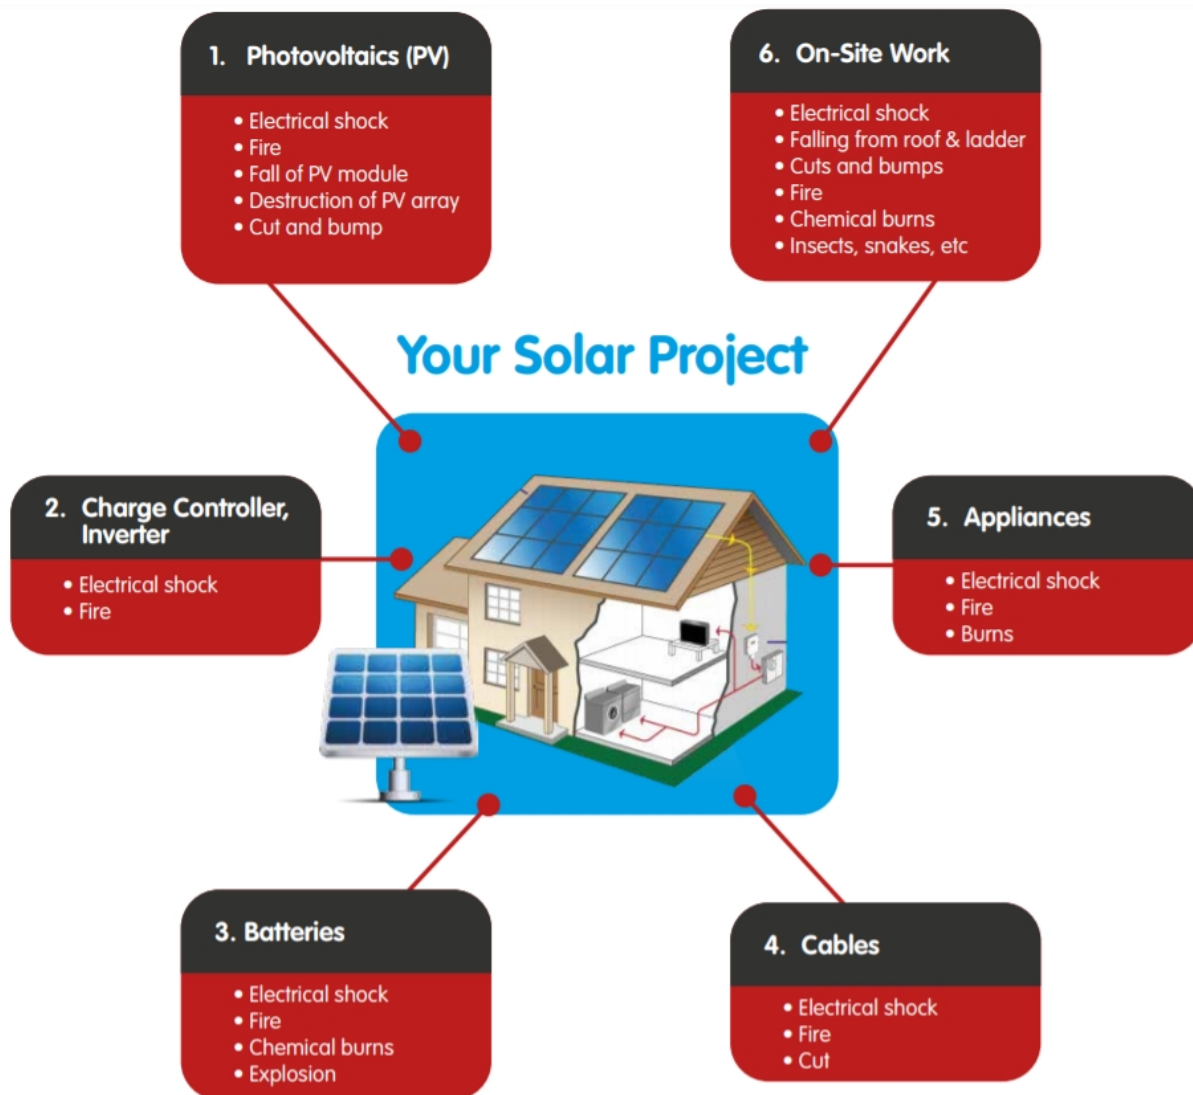 1. Photovoltaics (PV)
• Electrical shock
• Fire
• Fall of PV module
• Destruction of PV array
• Cut and bump
6. On-Site Work
• Electrical shock
• Falling from roof & ladder
• Cuts and bumps
• Fire
• Chemical burns
• Insects, snakes, etc
Your Solar Project
2. Charge Controller,
Inverter
• Electrical shock
• Fire
5. Appliances
• Electrical shock
• Fire
• Burns
3. Batteries
• Electrical shock
• Fire
• Chemical burns
• Explosion
4. Cables
• Electrical shock
• Fire
• Cut